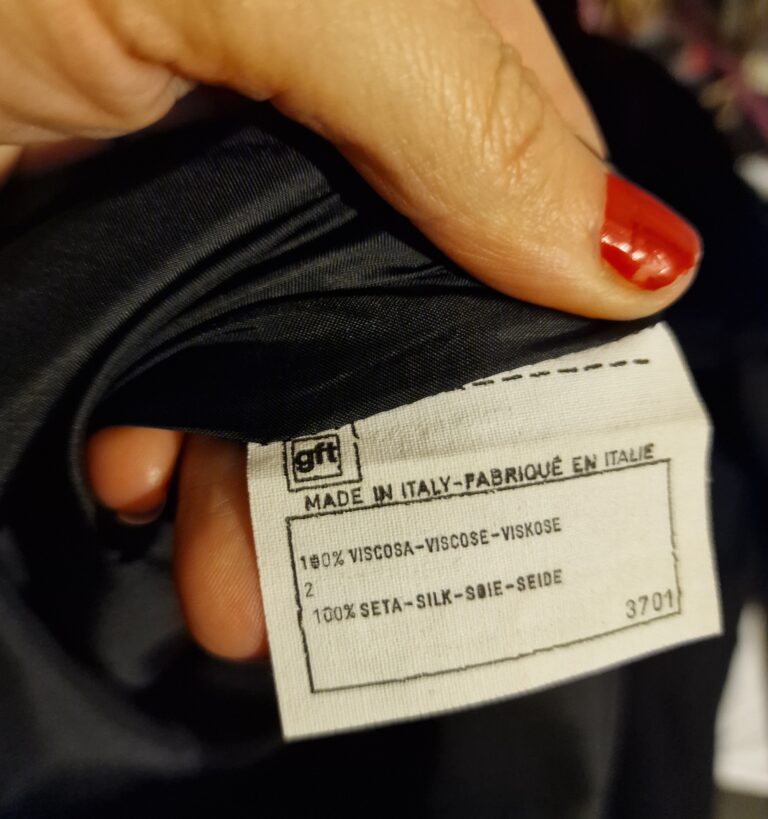 gft
MADE IN ITALY-FABRIQUÉ EN ITALIE
100% VISCOSA-VISCOSE-VISKOSE
2
100% SETA-SILK-SOIE-SEIDE
3701